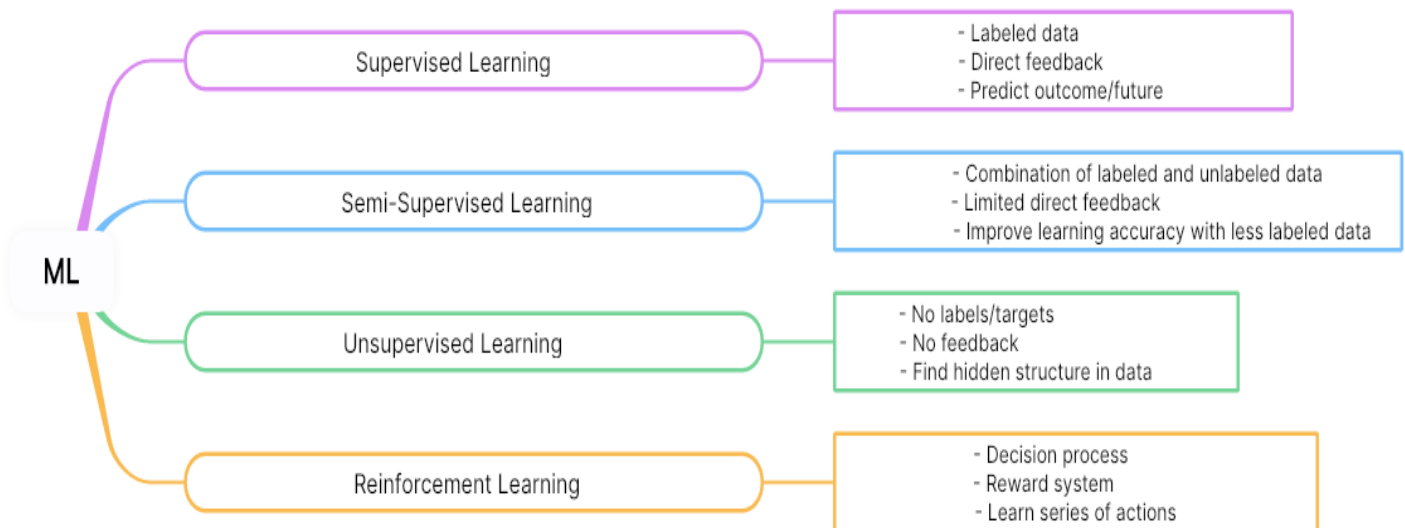 ML
Supervised Learning
- Labeled data
- Direct feedback
- Predict outcome/future
Semi-Supervised Learning
- Combination of labeled and unlabeled data
- Limited direct feedback
- Improve learning accuracy with less labeled data
Unsupervised Learning
- No labels/targets
- No feedback
- Find hidden structure in data
Reinforcement Learning
- Decision process
- Reward system
- Learn series of actions